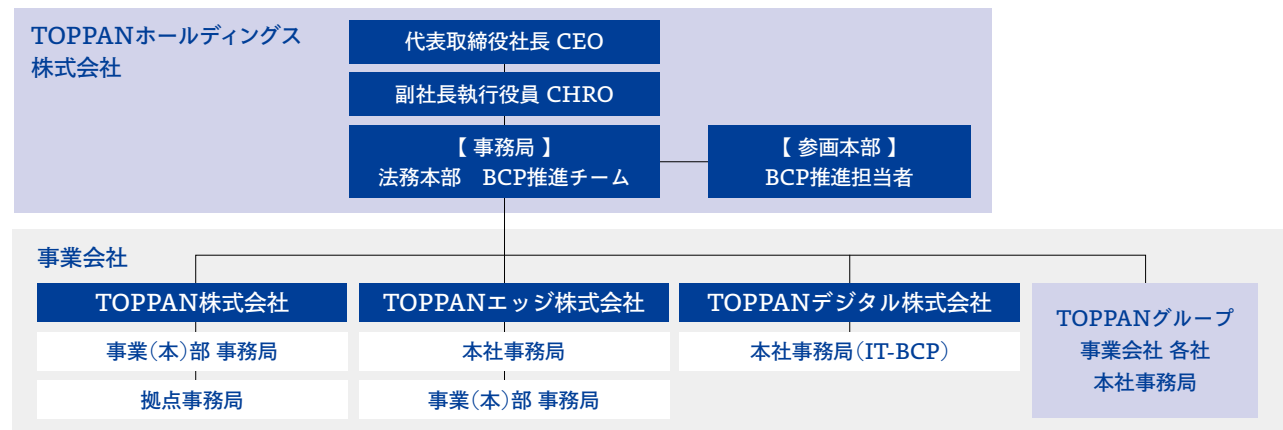 TOPPANホールディングス
株式会社
代表取締役社長 CEO
副社長執行役員 CHRO
【 事務局 】
法務本部　BCP推進チーム
【 参画本部 】
BCP推進担当者
事業会社
TOPPAN株式会社
事業（本）部 事務局
拠点事務局
TOPPANエッジ株式会社
本社事務局
事業（本）部 事務局
TOPPANデジタル株式会社
本社事務局（IT-BCP）
TOPPANグループ
事業会社 各社
本社事務局